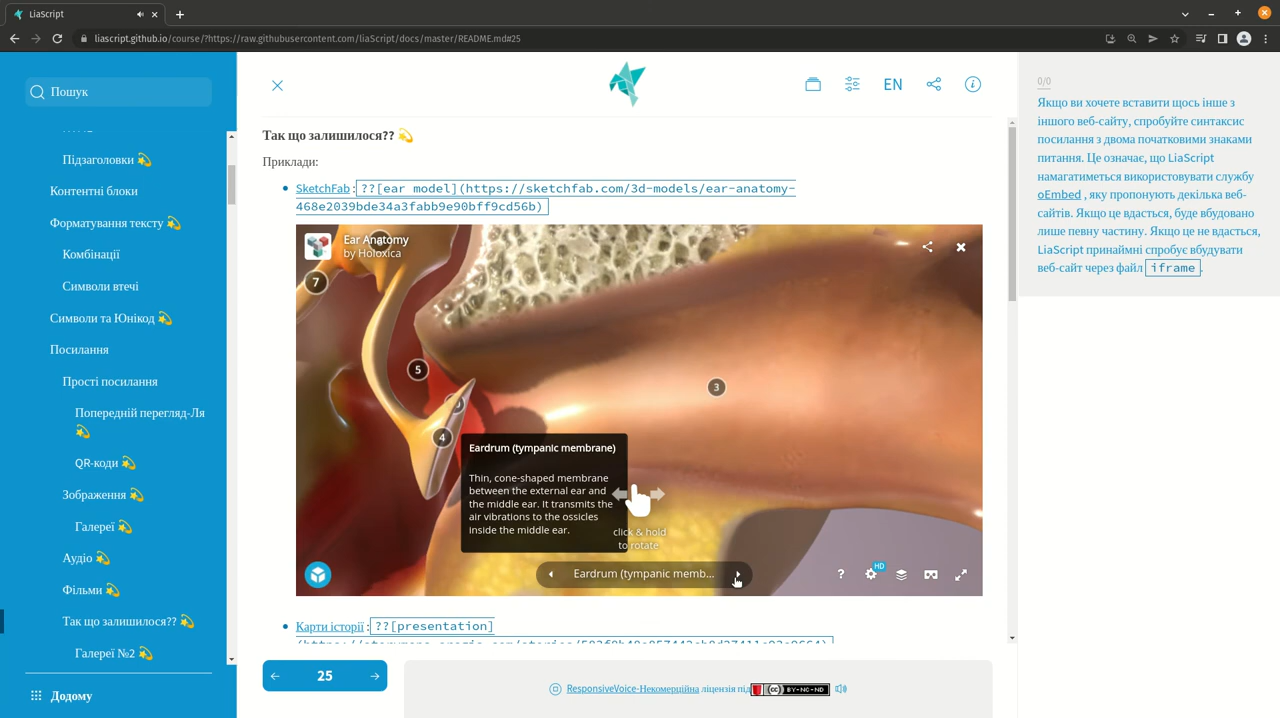 LiaScript
liascript.github.io/course/?https://raw.githubusercontent.com/liaScript/docs/master/README.md#25
Пошук
Підзаголовки 💫
Контентні блоки
Форматування тексту 💫
Комбінації
Символи втечі
Символи та Юнікод 💫
Посилання
Прості посилання
Попередній перегляд-Ля
💫
QR-коди 💫
Зображення 💫
Галереї 💫
Аудіо 💫
Фільми 💫
Так що залишилося?? 💫
Галереї №2 💫
Додому
EN
Так що залишилося?? 💫
Приклади:
SketchFab : ??[ear model](https://sketchfab.com/3d-models/ear-anatomy-
468e2039bde34a3fabb9e90bff9cd56b)
Ear Anatomy
by Holoxica
7
5
3
4
Eardrum (tympanic membrane)
Thin, cone-shaped membrane
between the external ear and
the middle ear. It transmits the
air vibrations to the ossicles
inside the middle ear.
click & hold
to rotate
Eardrum (tympanic memb...
?
HD
Карти історії : ??[presentation]
25
ResponsiveVoice-Некомерційна ліцензія під
(cc) BY-NC-ND
0/0
Якщо ви хочете вставити щось інше з
іншого веб-сайту, спробуйте синтаксис
посилання з двома початковими знаками
питання. Це означає, що LiaScript
намагатиметься використовувати службу
oEmbed , яку пропонують декілька веб-
сайтів. Якщо це вдасться, буде вбудовано
лише певну частину. Якщо це не вдасться,
LiaScript принаймні спробує вбудувати
веб-сайт через файл iframe.